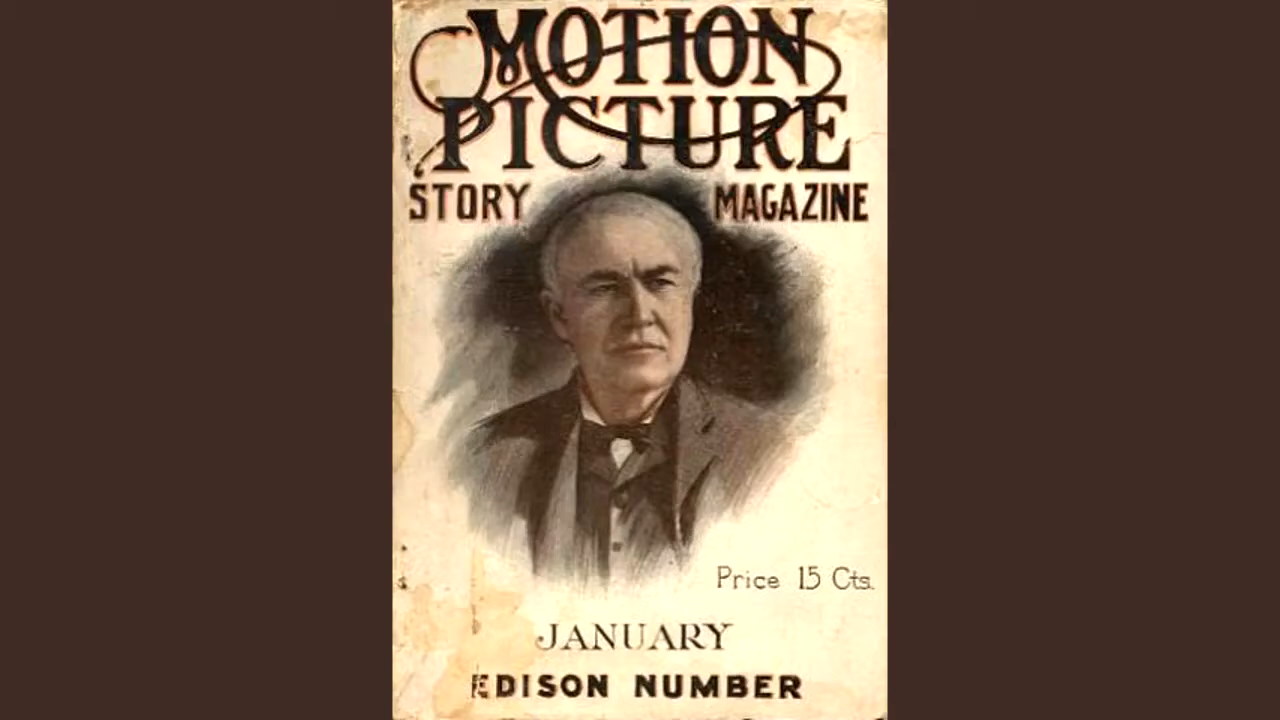 MOTION
PICTURE
STORY MAGAZINE
Price 15 Cts.
JANUARY
EDISON NUMBER